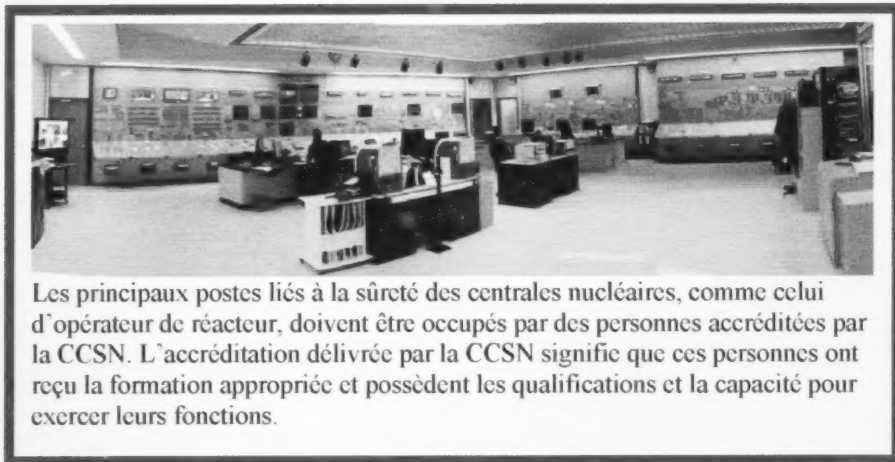 Les principaux postes liés à la sûreté des centrales nucléaires, comme celui
d'opérateur de réacteur, doivent être occupés par des personnes accréditées par
la CCSN. L'accréditation délivrée par la CCSN signifie que ces personnes ont
reçu la formation appropriée et possèdent les qualifications et la capacité pour
exercer leurs fonctions.